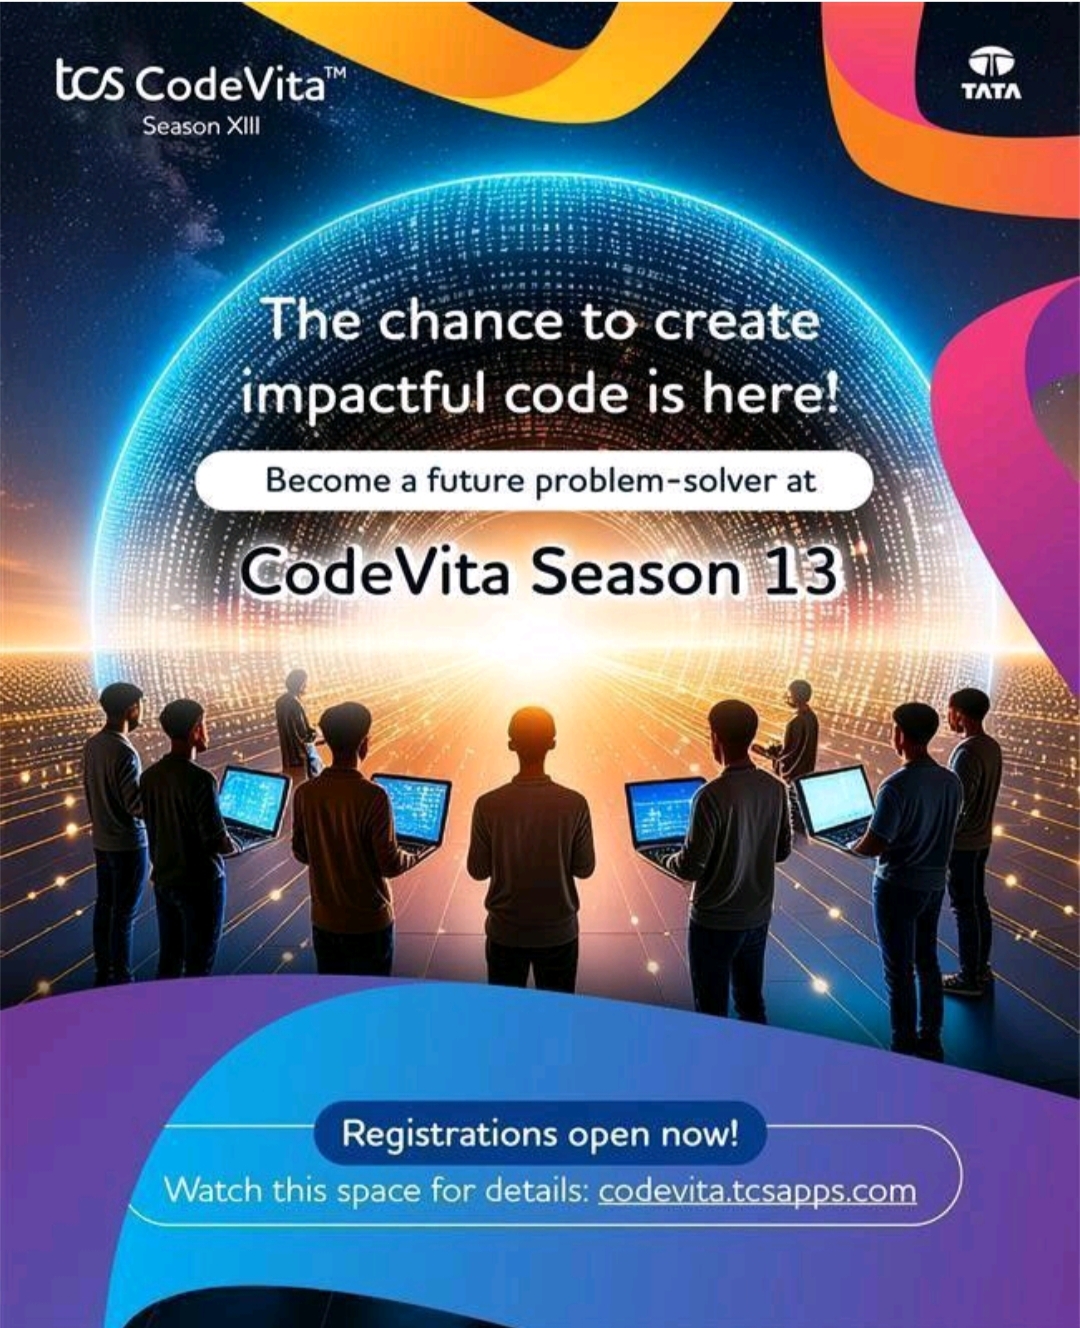 tcs CodeVita™
Season XIII
TATA
The chance to create
impactful code is here!
Become a future problem-solver at
CodeVita Season 13
Registrations open now!
Watch this space for details: codevita.tcsapps.com